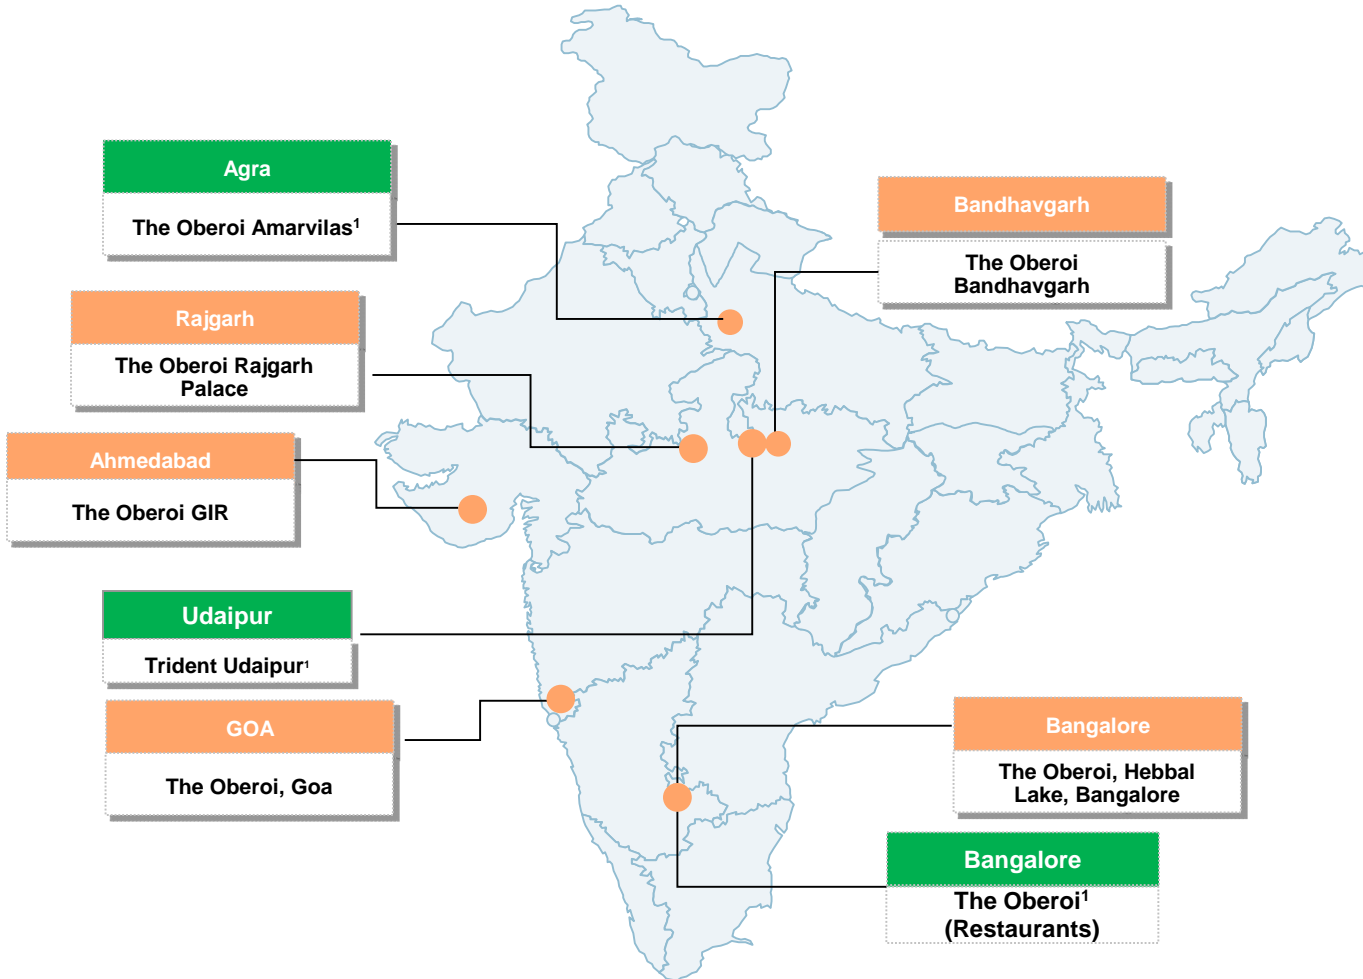 Agra
The Oberoi Amarvilas¹
Bandhavgarh
The Oberoi
Bandhavgarh
Rajgarh
The Oberoi Rajgarh
Palace
Ahmedabad
The Oberoi GIR
Udaipur
Trident Udaipur¹
GOA
The Oberoi, Goa
Bangalore
The Oberoi, Hebbal
Lake, Bangalore
Bangalore
The Oberoi¹
(Restaurants)